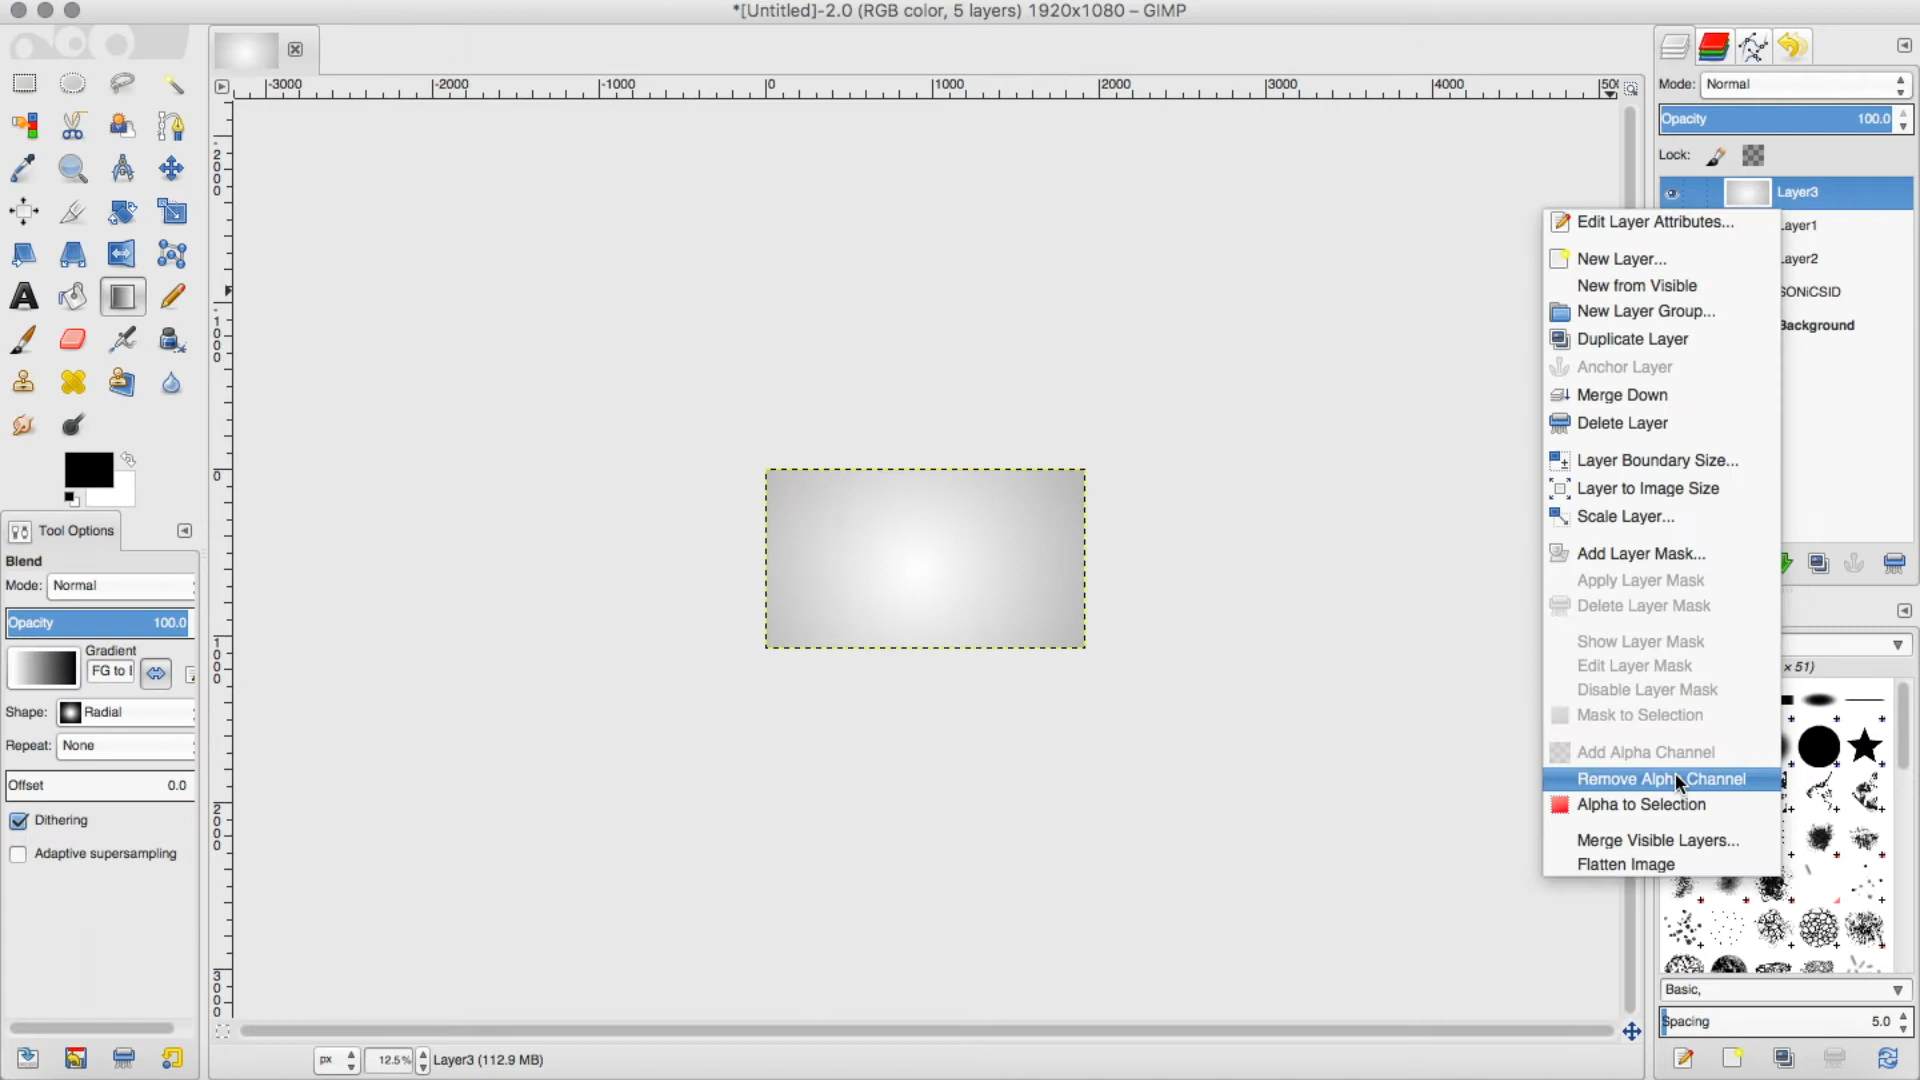 *[Untitled]-2.0 (RGB color, 5 layers) 1920x1080 – GIMP
-3000 -2000 -1000 0 1000 2000 3000 4000
Mode: Normal
Opacity 100.0
Lock:
Layer3
Layer1
Layer2
SONiCSID
Background
Edit Layer Attributes...
New Layer...
New from Visible
New Layer Group...
Duplicate Layer
Anchor Layer
Merge Down
Delete Layer
Layer Boundary Size...
Layer to Image Size
Scale Layer...
Add Layer Mask...
Apply Layer Mask
Delete Layer Mask
Show Layer Mask
Edit Layer Mask
Disable Layer Mask
Mask to Selection
Add Alpha Channel
Remove Alpha Channel
Alpha to Selection
Merge Visible Layers...
Flatten Image
Tool Options
Blend
Mode: Normal
Opacity 100.0
Gradient
FG to
Shape: Radial
Repeat: None
Offset 0.0
Dithering
Adaptive supersampling
x 51)
Basic,
Spacing 5.0
px 12.5% Layer3 (112.9 MB)